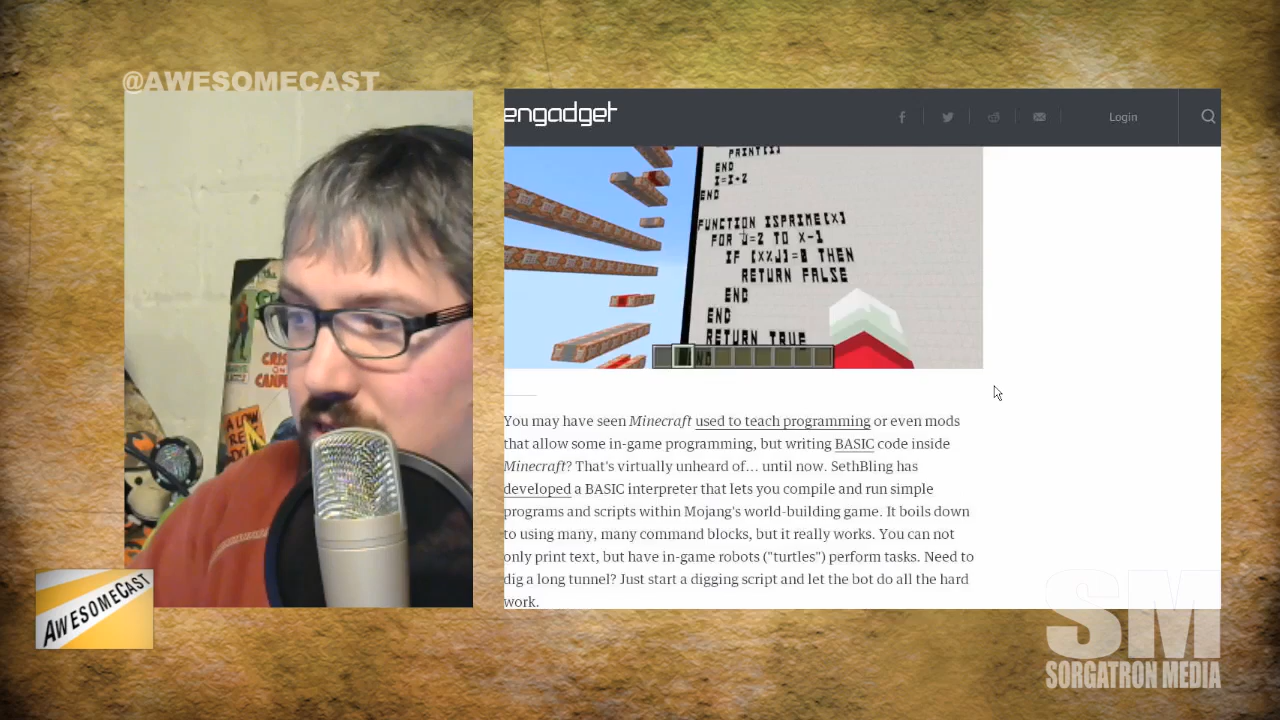 @AWESOMECAST
engadget
Login
PRINT(I)
END
I=I+2
END
FUNCTION ISPRIME(X)
FOR J=2 TO X-1
IF (X%J)=0 THEN
RETURN FALSE
END
END
RETURN TRUE
You may have seen Minecraft used to teach programming or even mods
that allow some in-game programming, but writing BASIC code inside
Minecraft? That's virtually unheard of... until now. SethBling has
developed a BASIC interpreter that lets you compile and run simple
programs and scripts within Mojang's world-building game. It boils down
to using many, many command blocks, but it really works. You can not
only print text, but have in-game robots ("turtles") perform tasks. Need to
dig a long tunnel? Just start a digging script and let the bot do all the hard
work.
AWESOMECAST
SM
SORGATRON MEDIA